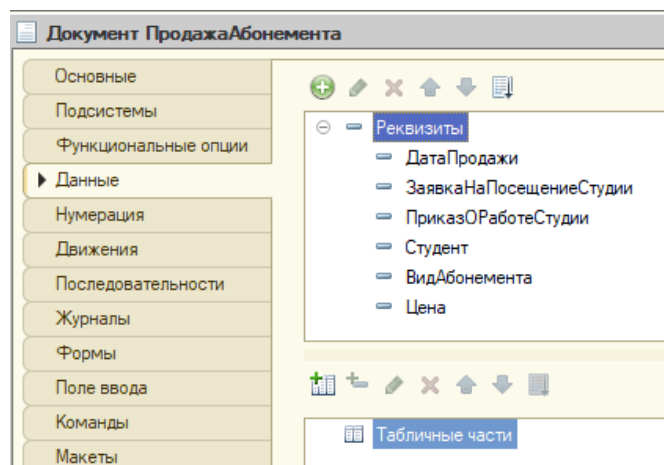 Документ ПродажаАбонемента
Основные
Подсистемы
Функциональные опции
Данные
Нумерация
Движения
Последовательности
Журналы
Формы
Поле ввода
Команды
Макеты
Реквизиты
ДатаПродажи
ЗаявкаНаПосещениеСтудии
ПриказОРаботеСтудии
Студент
ВидАбонемента
Цена
Табличные части